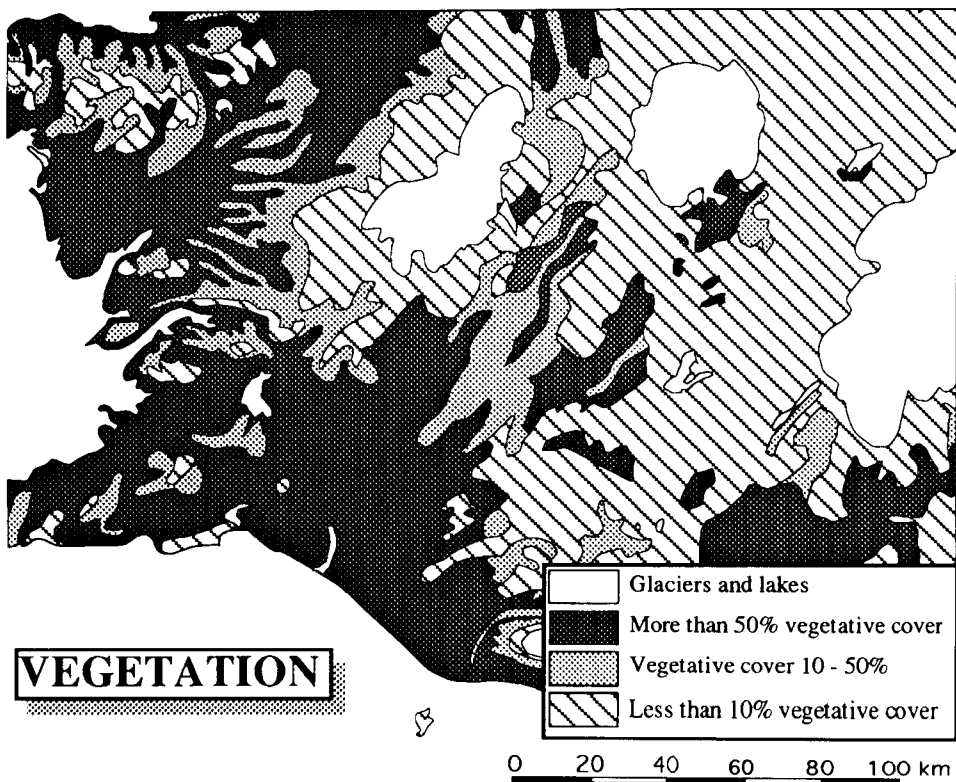 Glaciers and lakes
More than 50% vegetative cover
Vegetative cover 10 - 50%
Less than 10% vegetative cover
VEGETATION
0 20 40 60 80 100 km